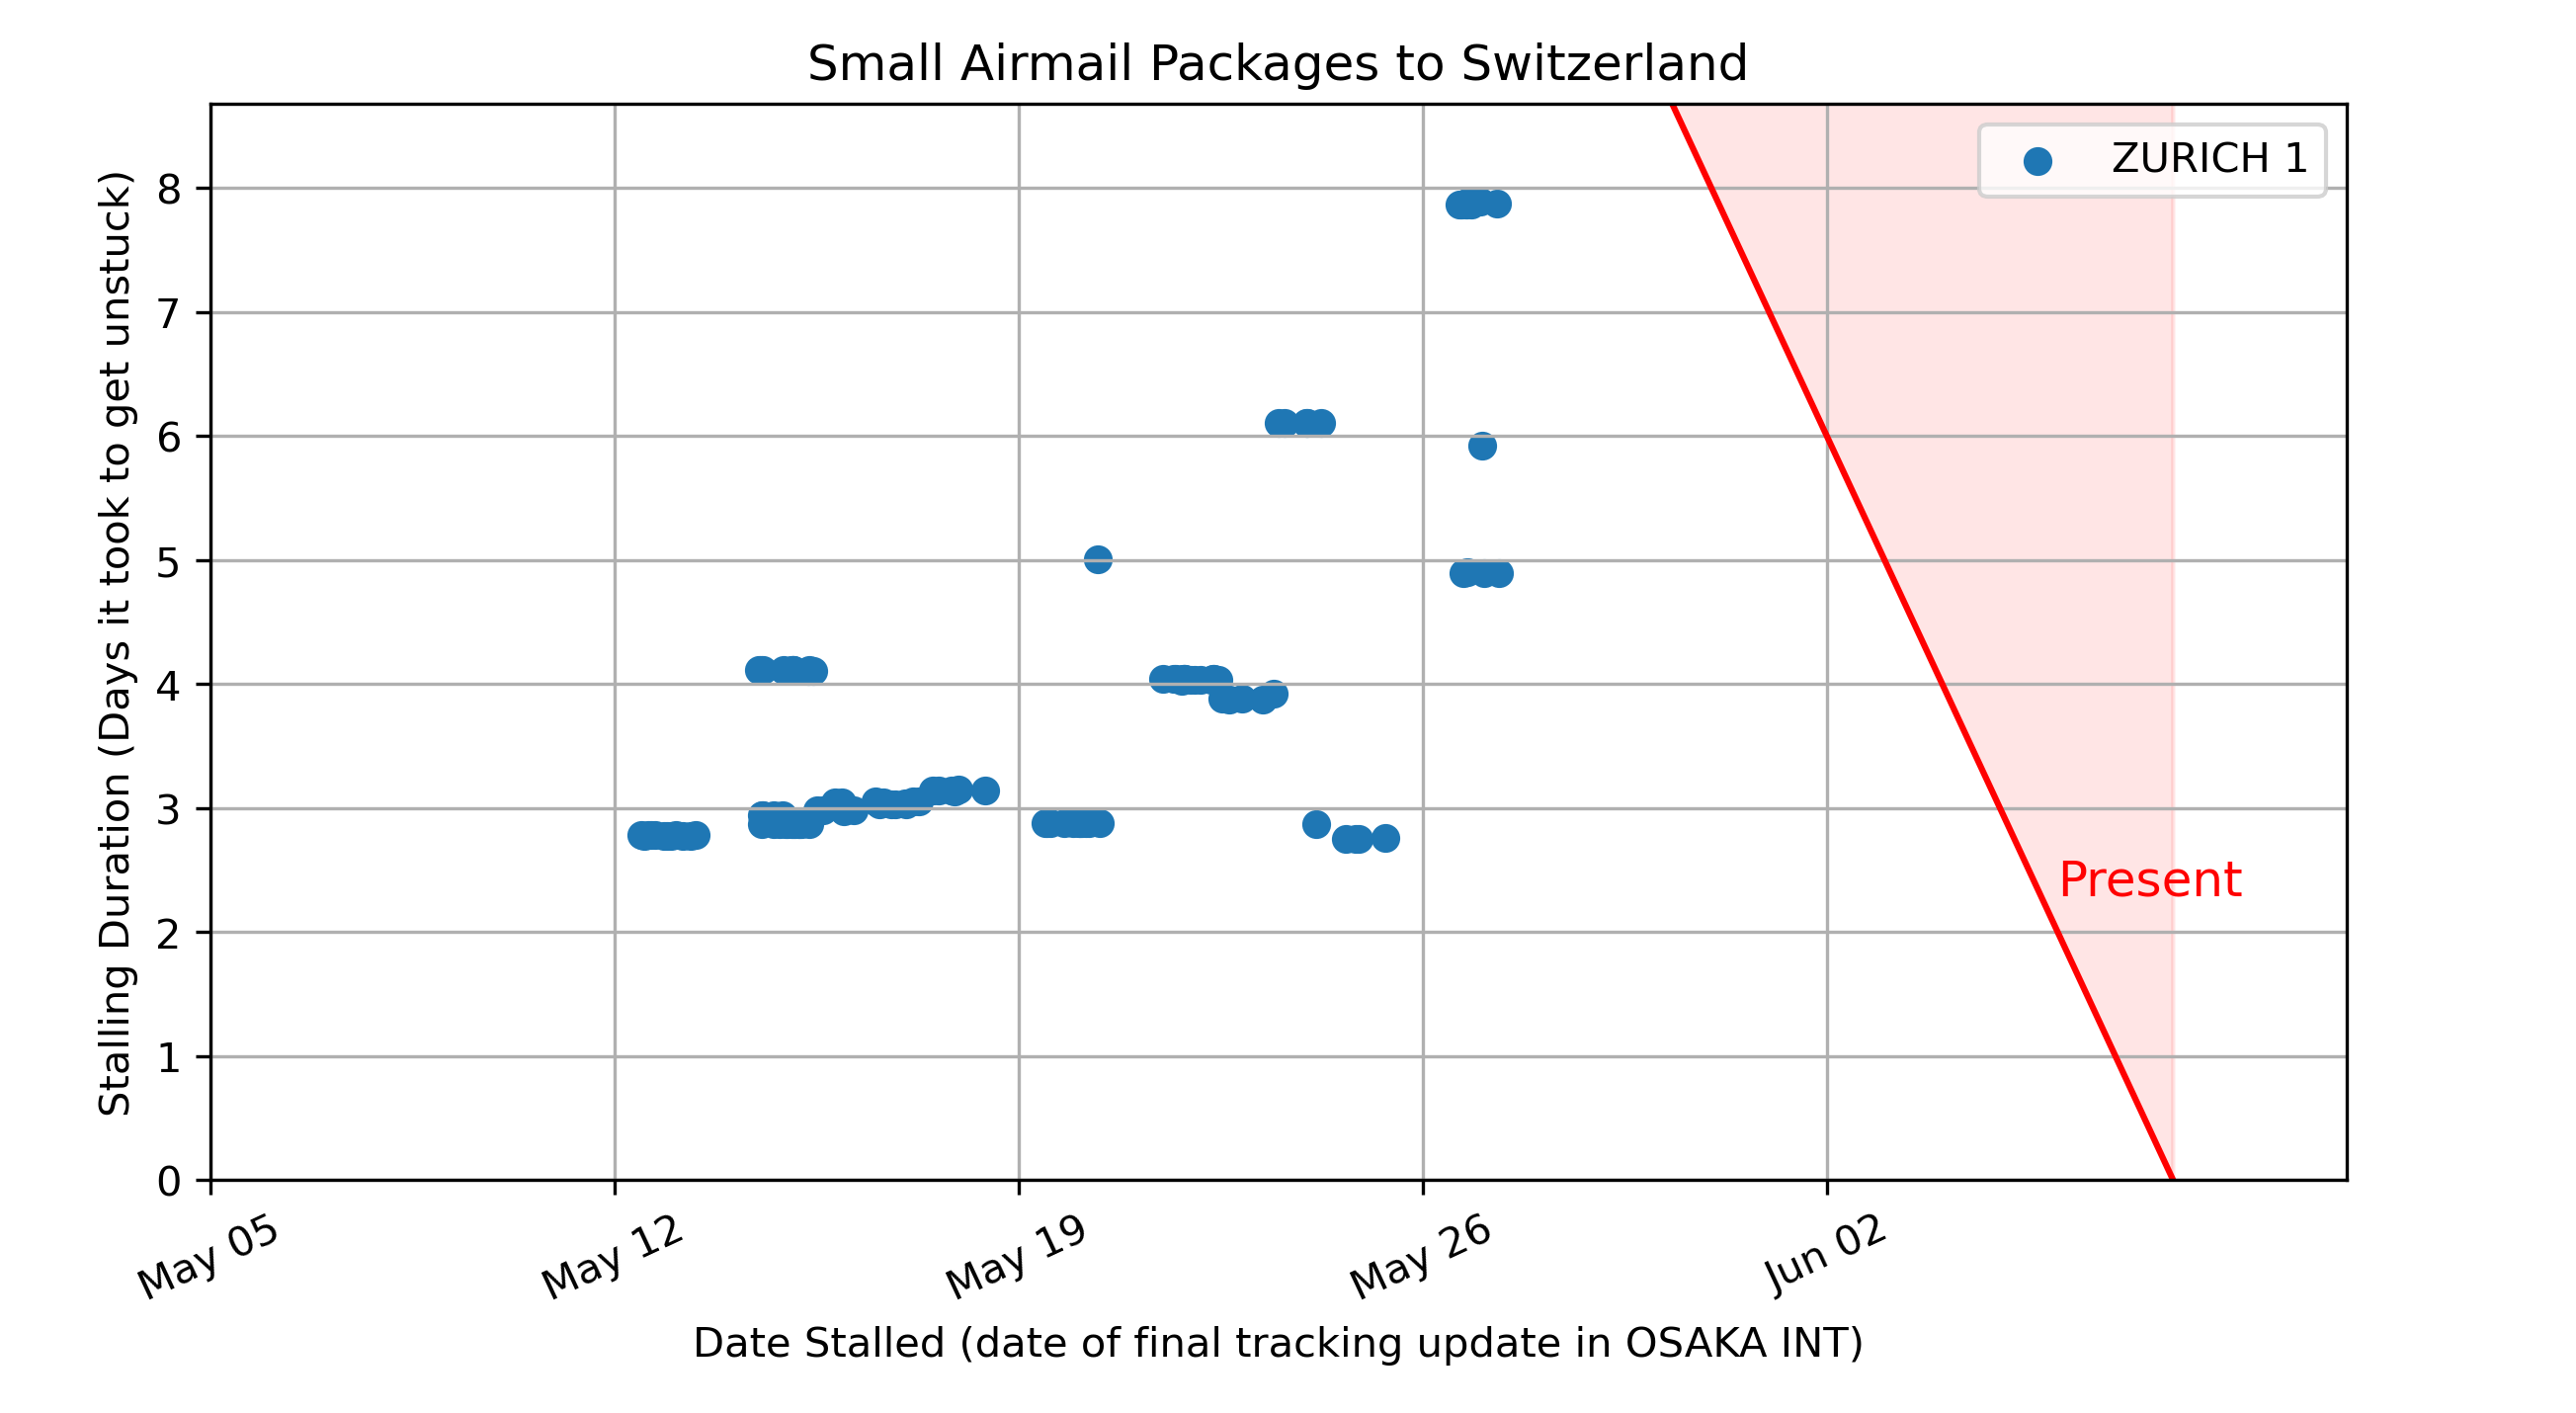 Small Airmail Packages to Switzerland
ZURICH 1
Stalling Duration (Days it took to get unstuck)
8
7
6
5
4
3
2
1
0
Present
May 05
May 12
May 19
May 26
Jun 02
Date Stalled (date of final tracking update in OSAKA INT)